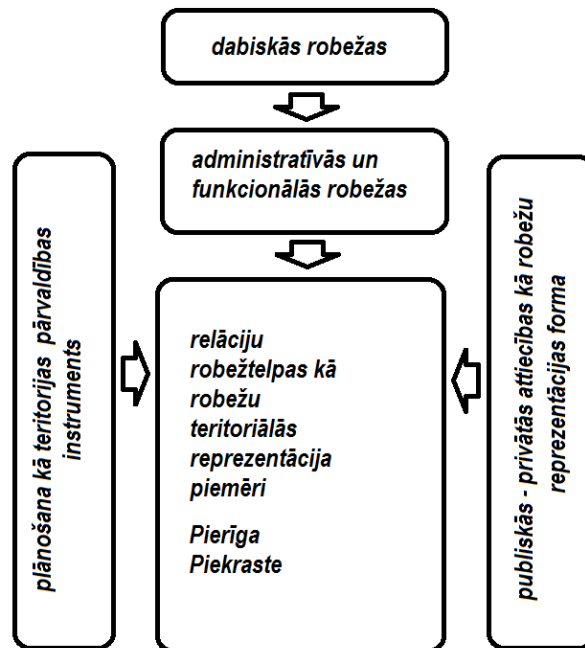 dabiskās robežas
administratīvās un
funkcionālās robežas
plānošana kā teritorijas pārvaldības
instruments
relāciju
robežtelpas kā
robežu
teritoriālās
reprezentācija
piemēri
Pierīga
Piekraste
publiskās - privātās attiecības kā robežu
reprezentācijas forma